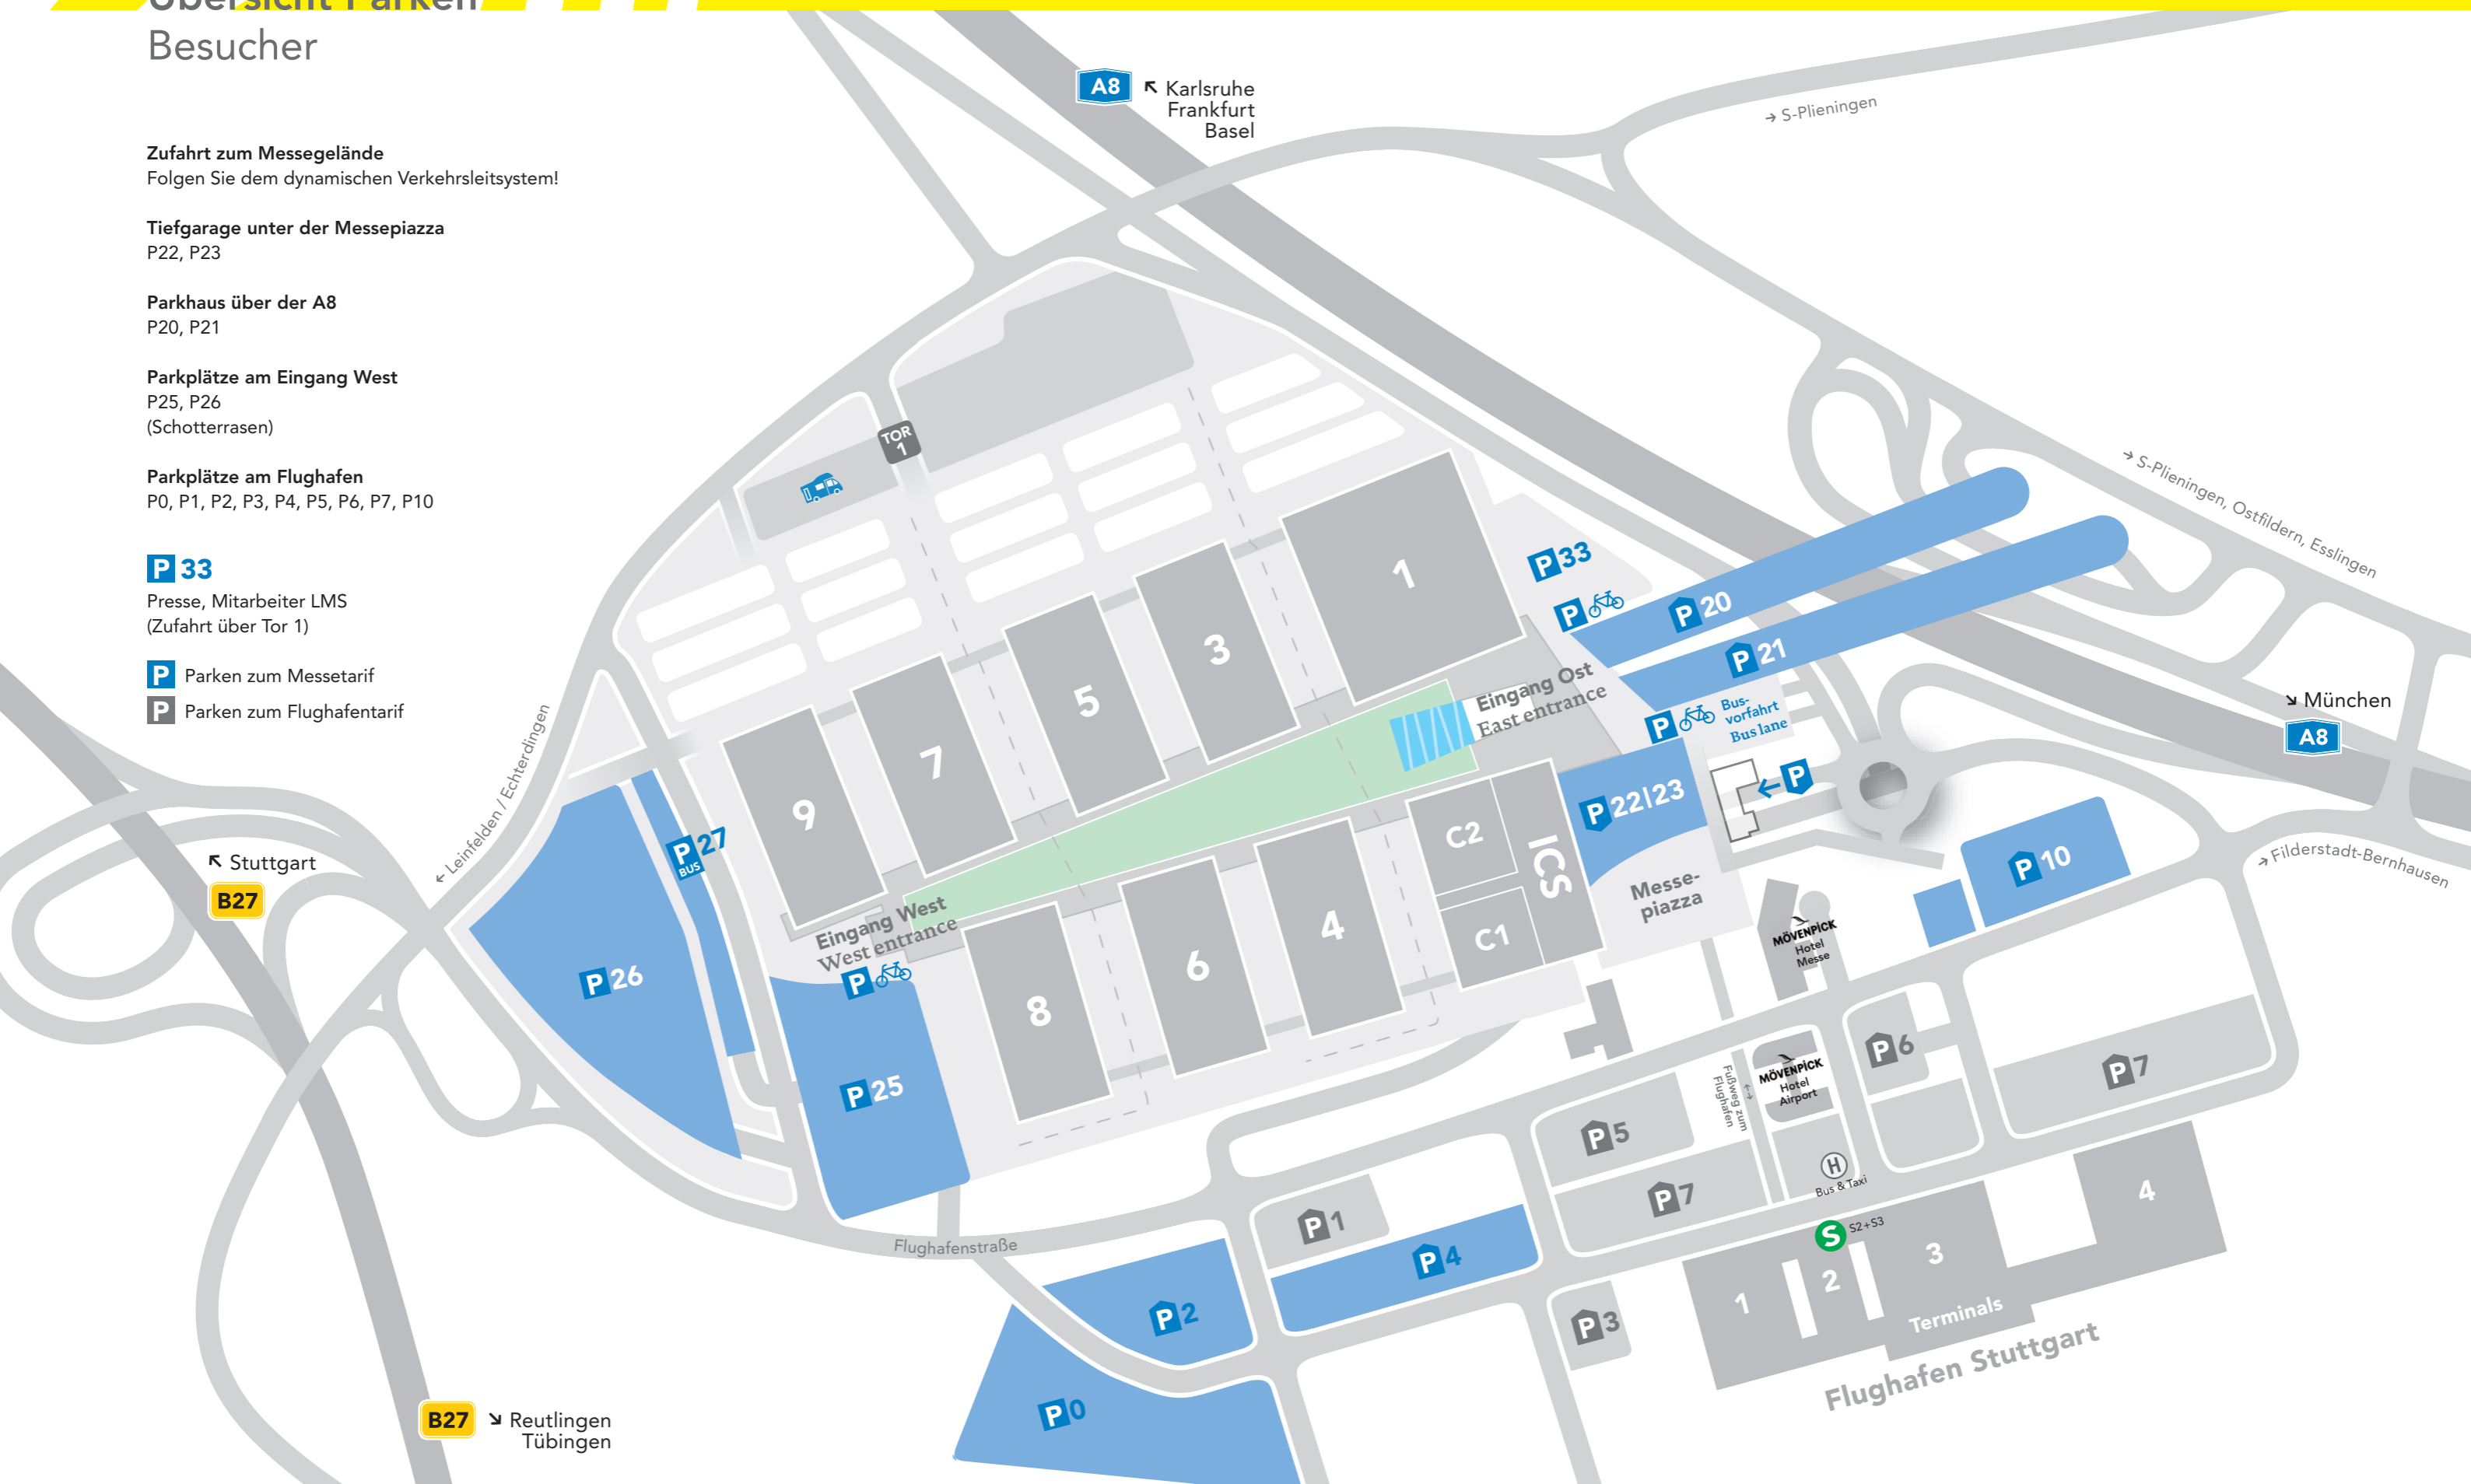 Übersicht Parken
Besucher
Zufahrt zum Messegelände
Folgen Sie dem dynamischen Verkehrsleitsystem!
Tiefgarage unter der Messepiazza
P22, P23
Parkhaus über der A8
P20, P21
Parkplätze am Eingang West
P25, P26
(Schotterrasen)
Parkplätze am Flughafen
P0, P1, P2, P3, P4, P5, P6, P7, P10
P 33
Presse, Mitarbeiter LMS
(Zufahrt über Tor 1)
P Parken zum Messetarif
P Parken zum Flughafentarif
A8 ↖ Karlsruhe
Frankfurt
Basel
→ S-Plieningen
→ S-Plieningen, Ostfildern, Esslingen
↘ München
A8
→ Filderstadt-Bernhausen
← Leinfelden / Echterdingen
↖ Stuttgart
B27
B27 ↘ Reutlingen
Tübingen
TOR
1
1
3
5
7
9
P 33
P
P 20
P 21
Eingang Ost
East entrance
P
Bus-
vorfahrt
Bus lane
P 22|23
← P
C2
ICS
C1
Messe-
piazza
P 27
BUS
P 26
Eingang West
West entrance
P
P 25
8
6
4
P 10
MÖVENPICK
Hotel
Messe
MÖVENPICK
Hotel
Airport
Fußweg zum
Flughafen
↔
P 6
P 7
P 5
P 7
H
Bus & Taxi
P 1
P 4
Flughafenstraße
P 2
P 0
P 3
S S2+S3
1
2
3
4
Terminals
Flughafen Stuttgart